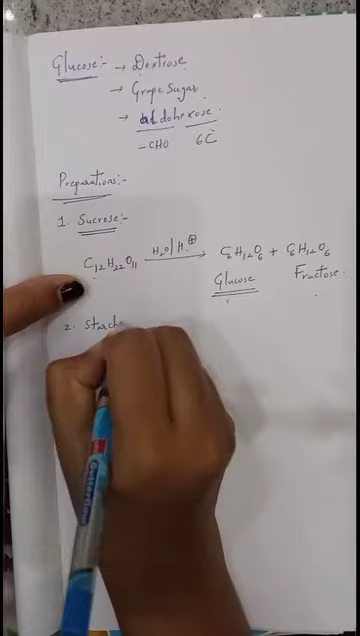 Glucose:- → Dextrose
→ Grape Sugar
→ aldohexose.
-CHO 6C
Preparations:-
1. Sucrose:-
C12H22O11 H2O/H⊕ → C6H12O6 + C6H12O6
Glucose Fructose.
2. Starch